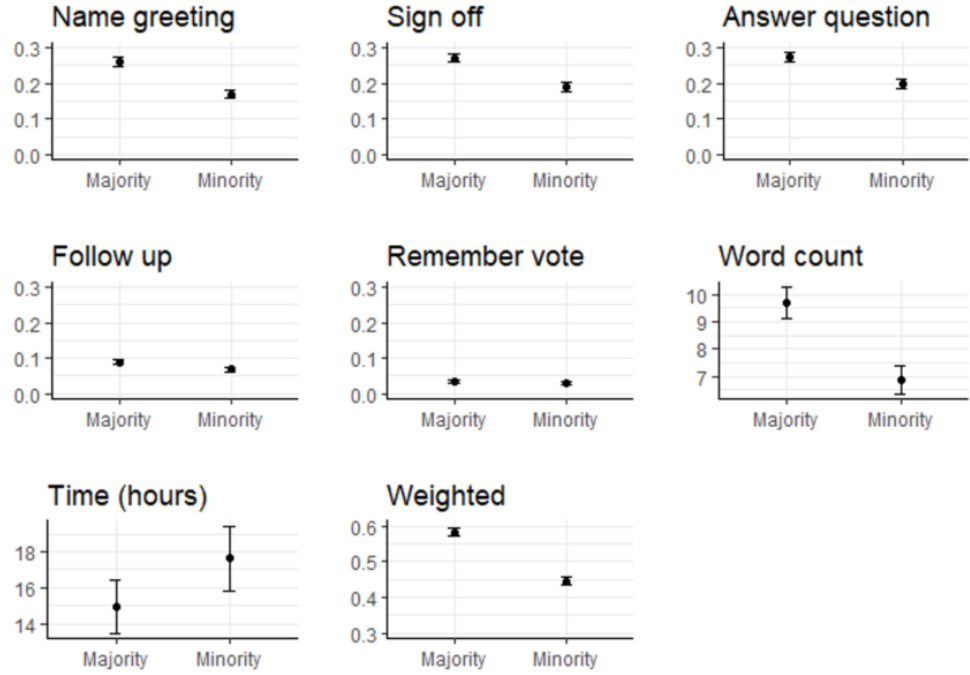 Name greeting
0.3
0.2
0.1
0.0
Majority Minority
Sign off
0.3
0.2
0.1
0.0
Majority Minority
Answer question
0.3
0.2
0.1
0.0
Majority Minority
Follow up
0.3
0.2
0.1
0.0
Majority Minority
Remember vote
0.3
0.2
0.1
0.0
Majority Minority
Word count
10
9
8
7
Majority Minority
Time (hours)
18
16
14
Majority Minority
Weighted
0.6
0.5
0.4
0.3
Majority Minority